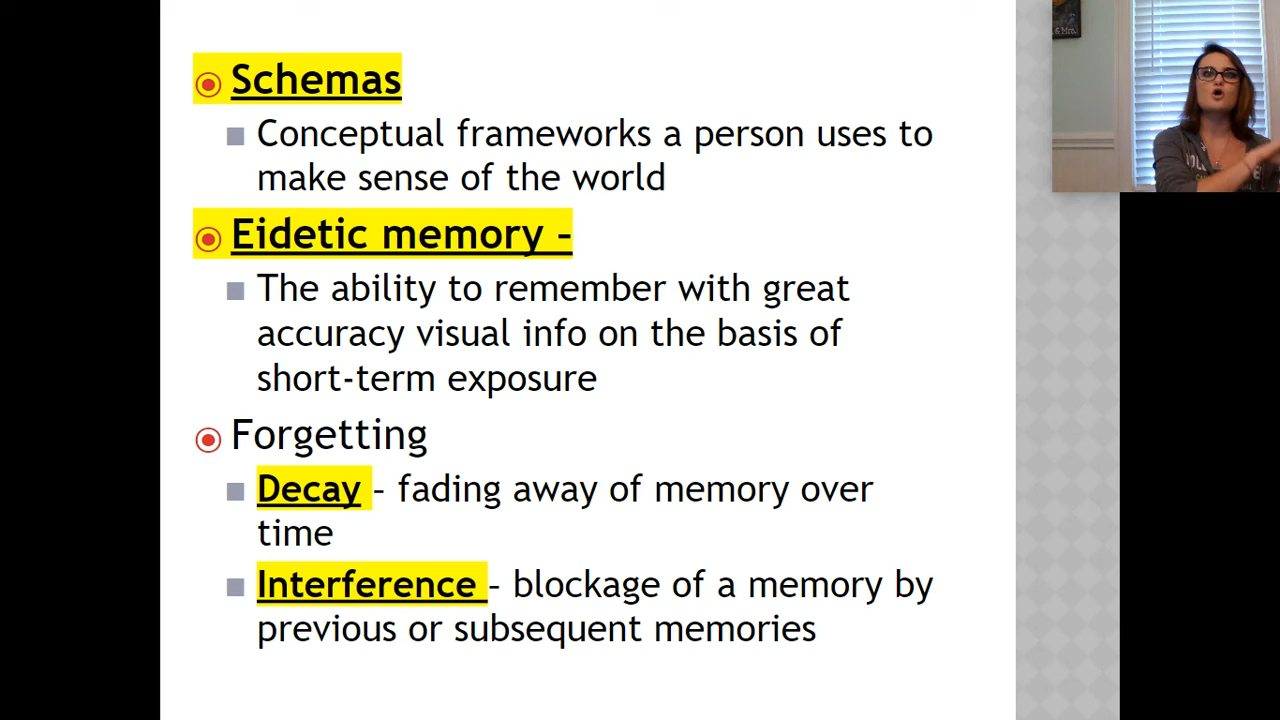 Schemas
Conceptual frameworks a person uses to
make sense of the world
Eidetic memory –
The ability to remember with great
accuracy visual info on the basis of
short-term exposure
Forgetting
Decay – fading away of memory over
time
Interference – blockage of a memory by
previous or subsequent memories